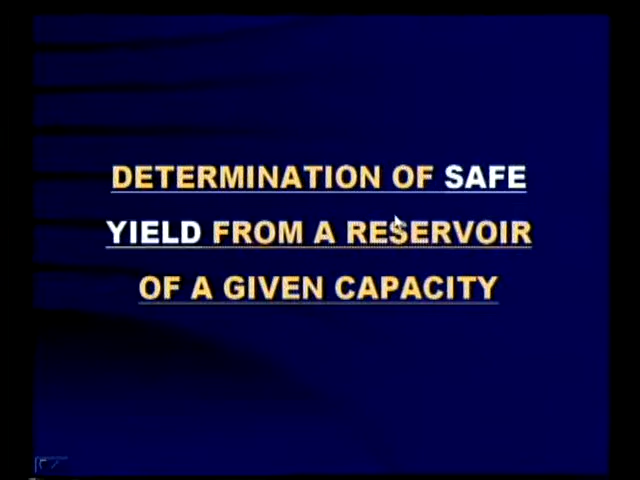 DETERMINATION OF SAFE
YIELD FROM A RESERVOIR
OF A GIVEN CAPACITY